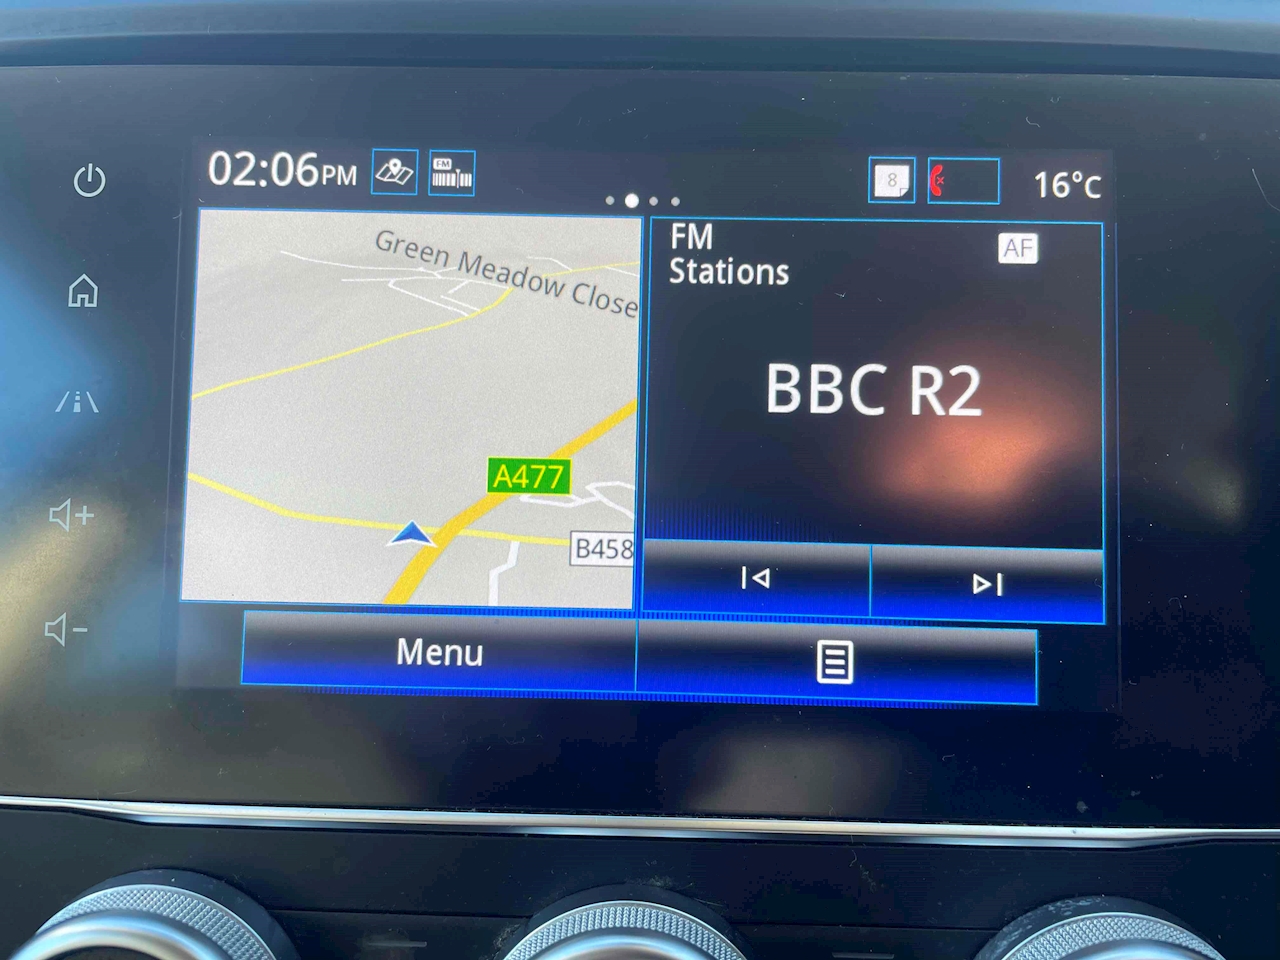 02:06PM
FM
8
16°C
Green Meadow Close
A477
B458
FM
Stations
AF
BBC R2
Menu